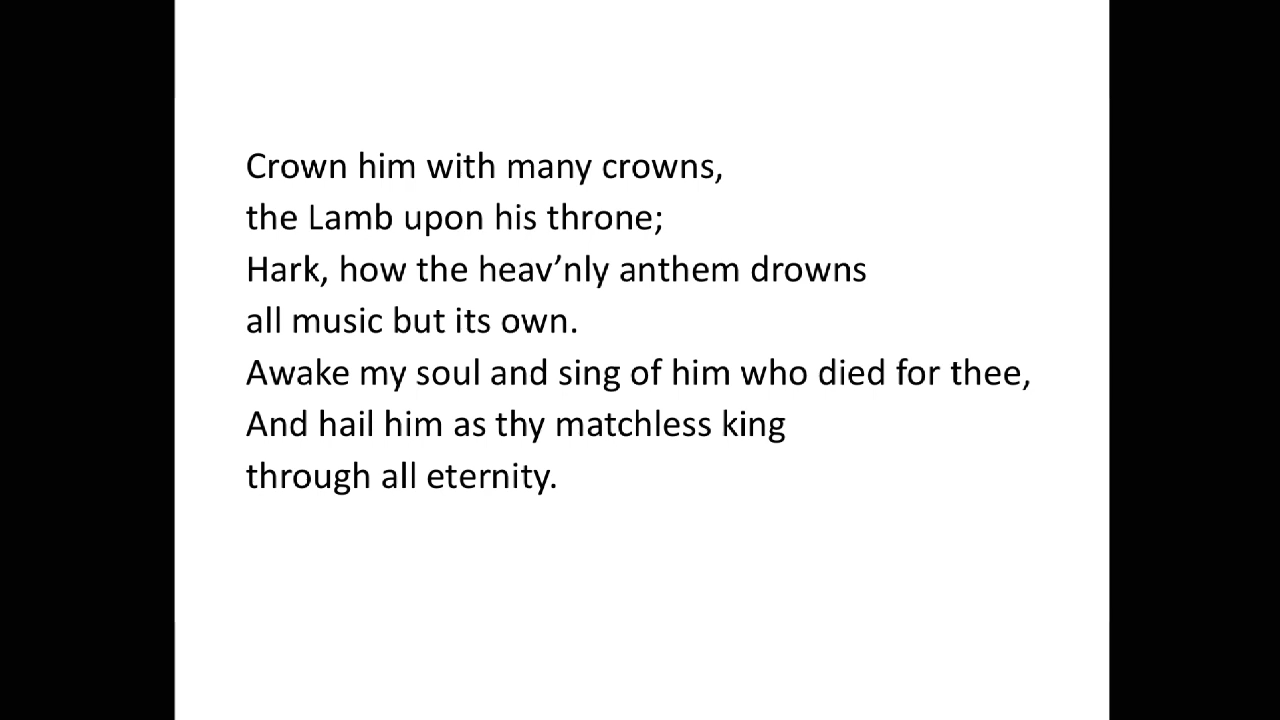 Crown him with many crowns,
the Lamb upon his throne;
Hark, how the heav’nly anthem drowns
all music but its own.
Awake my soul and sing of him who died for thee,
And hail him as thy matchless king
through all eternity.